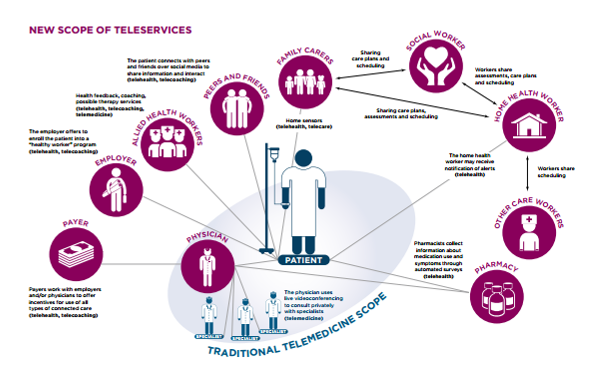 NEW SCOPE OF TELESERVICES
FAMILY CARERS
Sharing
care plans and
scheduling
SOCIAL WORKER
Workers share
assessments, care plans
and scheduling
The patient connects with peers
and friends over social media to
share information and interact
(telehealth, telecoaching)
PEERS AND FRIENDS
Health feedback, coaching,
possible therapy services
(telehealth, telecoaching,
telemedicine)
ALLIED HEALTH WORKERS
Home sensors
(telehealth, telecare)
Sharing care plans,
assessments and scheduling
HOME HEALTH WORKER
The employer offers to
enroll the patient into a
"healthy worker" program
(telehealth, telecoaching)
EMPLOYER
The home health
worker may receive
notification of alerts
(telehealth)
Workers share
scheduling
OTHER CARE WORKERS
PAYER
PHYSICIAN
PATIENT
Pharmacists collect
information about
medication use and
symptoms through
automated surveys
(telehealth)
PHARMACY
Payers work with employers
and/or physicians to offer
incentives for use of all
types of connected care
(telehealth, telecoaching)
The physician uses
live videoconferencing
to consult privately
with specialists
(telemedicine)
SPECIALIST
SPECIALIST
SPECIALIST
TRADITIONAL TELEMEDICINE SCOPE